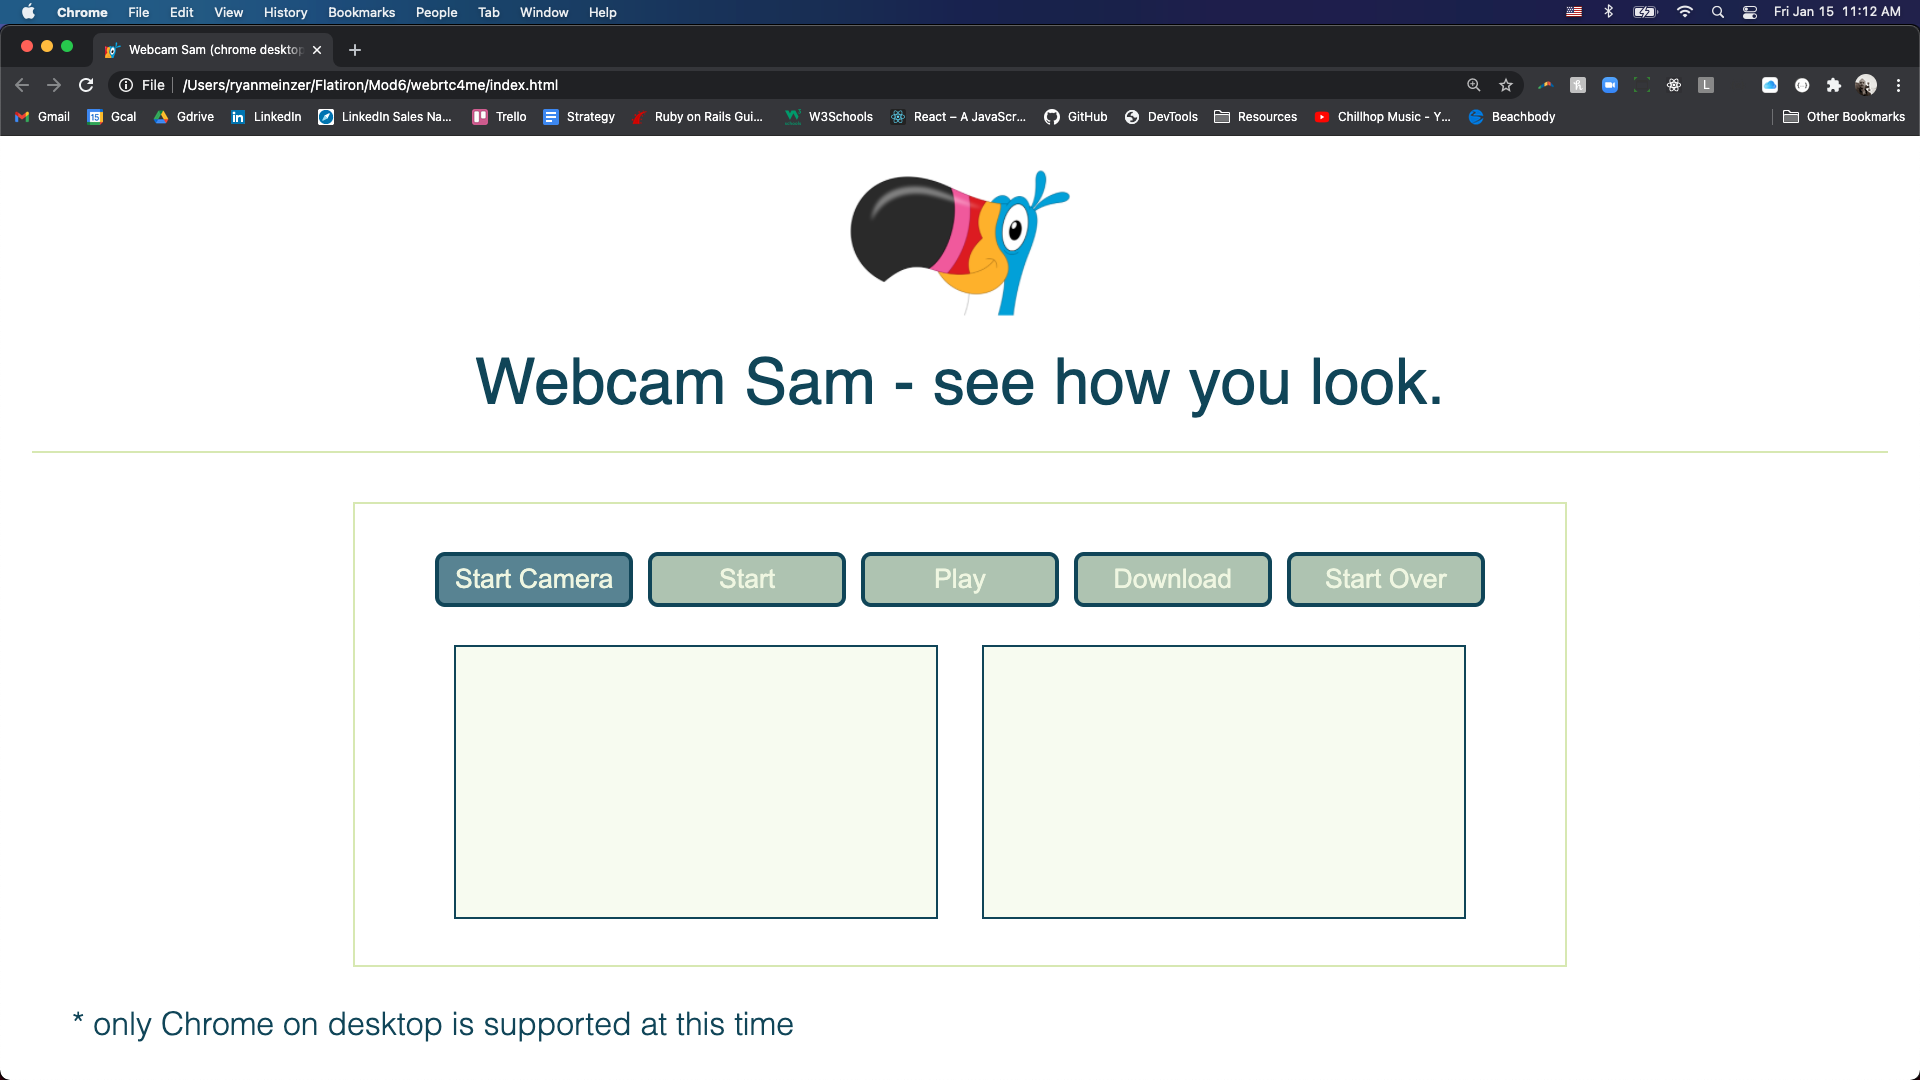 Chrome File Edit View History Bookmarks People Tab Window Help Fri Jan 15 11:12 AM
Webcam Sam (chrome desktop
File /Users/ryanmeinzer/Flatiron/Mod6/webrtc4me/index.html L
Gmail 15 Gcal Gdrive in LinkedIn LinkedIn Sales Na... Trello Strategy Ruby on Rails Gui... W3Schools React – A JavaScr... GitHub DevTools Resources Chillhop Music - Y... Beachbody Other Bookmarks
Webcam Sam - see how you look.
Start Camera Start Play Download Start Over
* only Chrome on desktop is supported at this time